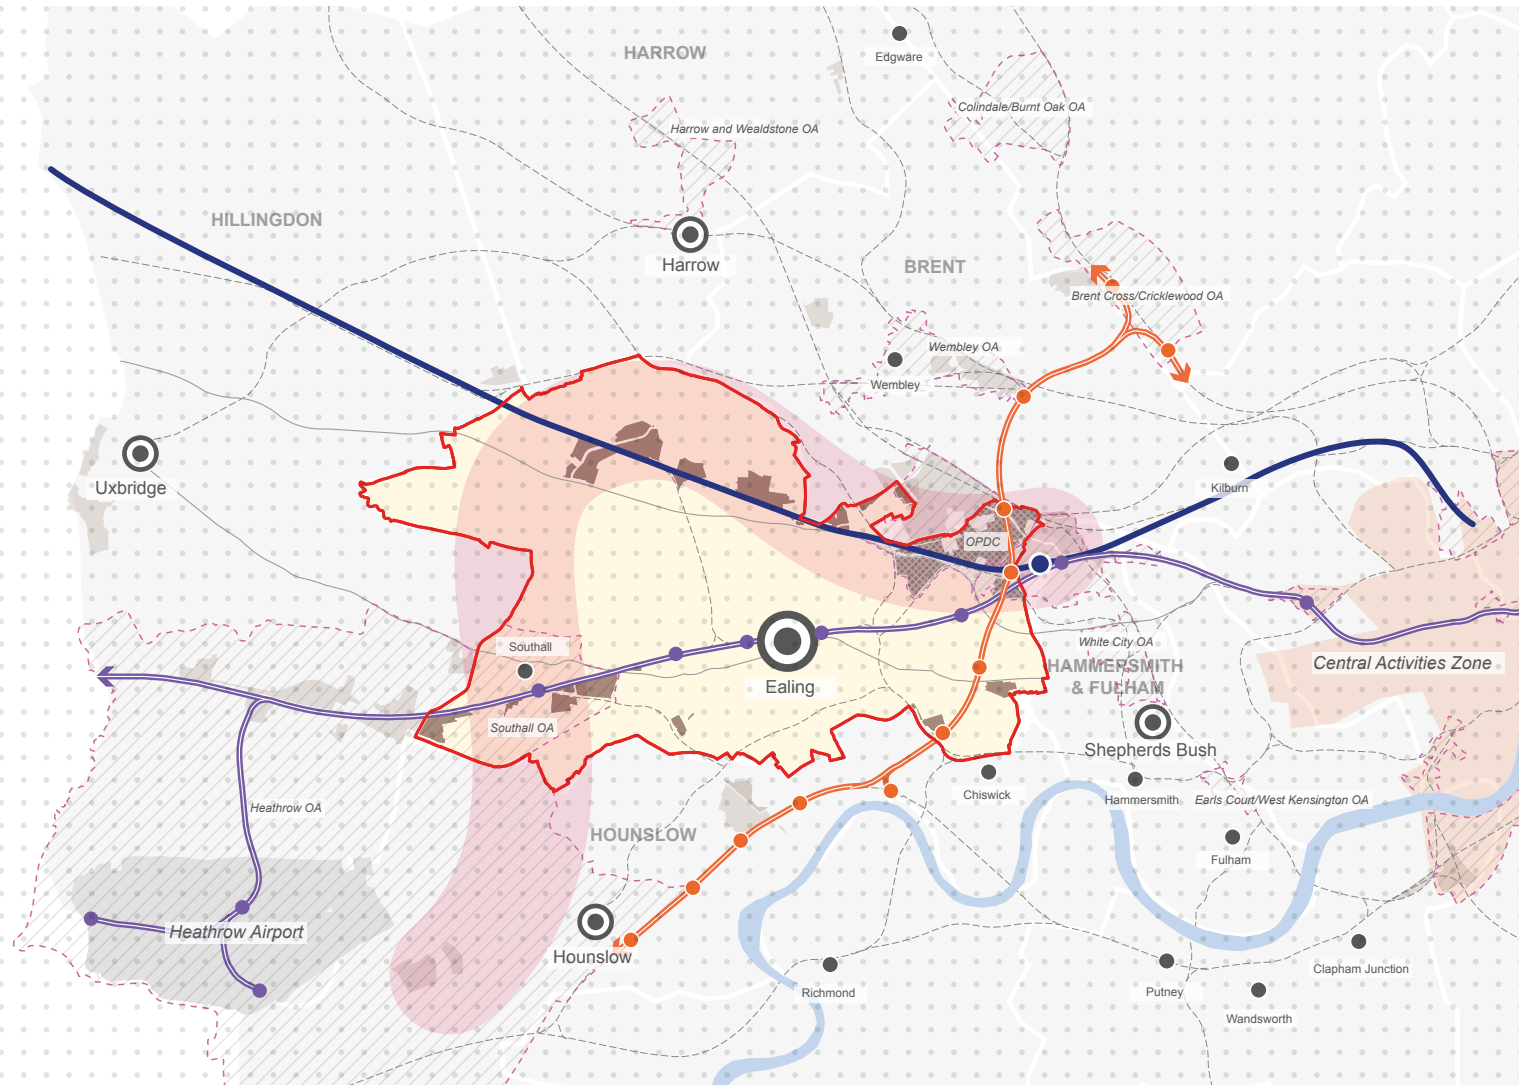 HARROW
Edgware
Colindale/Burnt Oak OA
Harrow and Wealdstone OA
HILLINGDON
Harrow
BRENT
Brent Cross/Cricklewood OA
Wembley OA
Wembley
Uxbridge
Kilburn
OPDC
Southall
White City OA
HAMMERSMITH
& FULHAM
Central Activities Zone
Ealing
Southall OA
Shepherds Bush
Chiswick
Hammersmith
Earls Court/West Kensington OA
Heathrow OA
HOUNSLOW
Fulham
Heathrow Airport
Hounslow
Richmond
Putney
Clapham Junction
Wandsworth